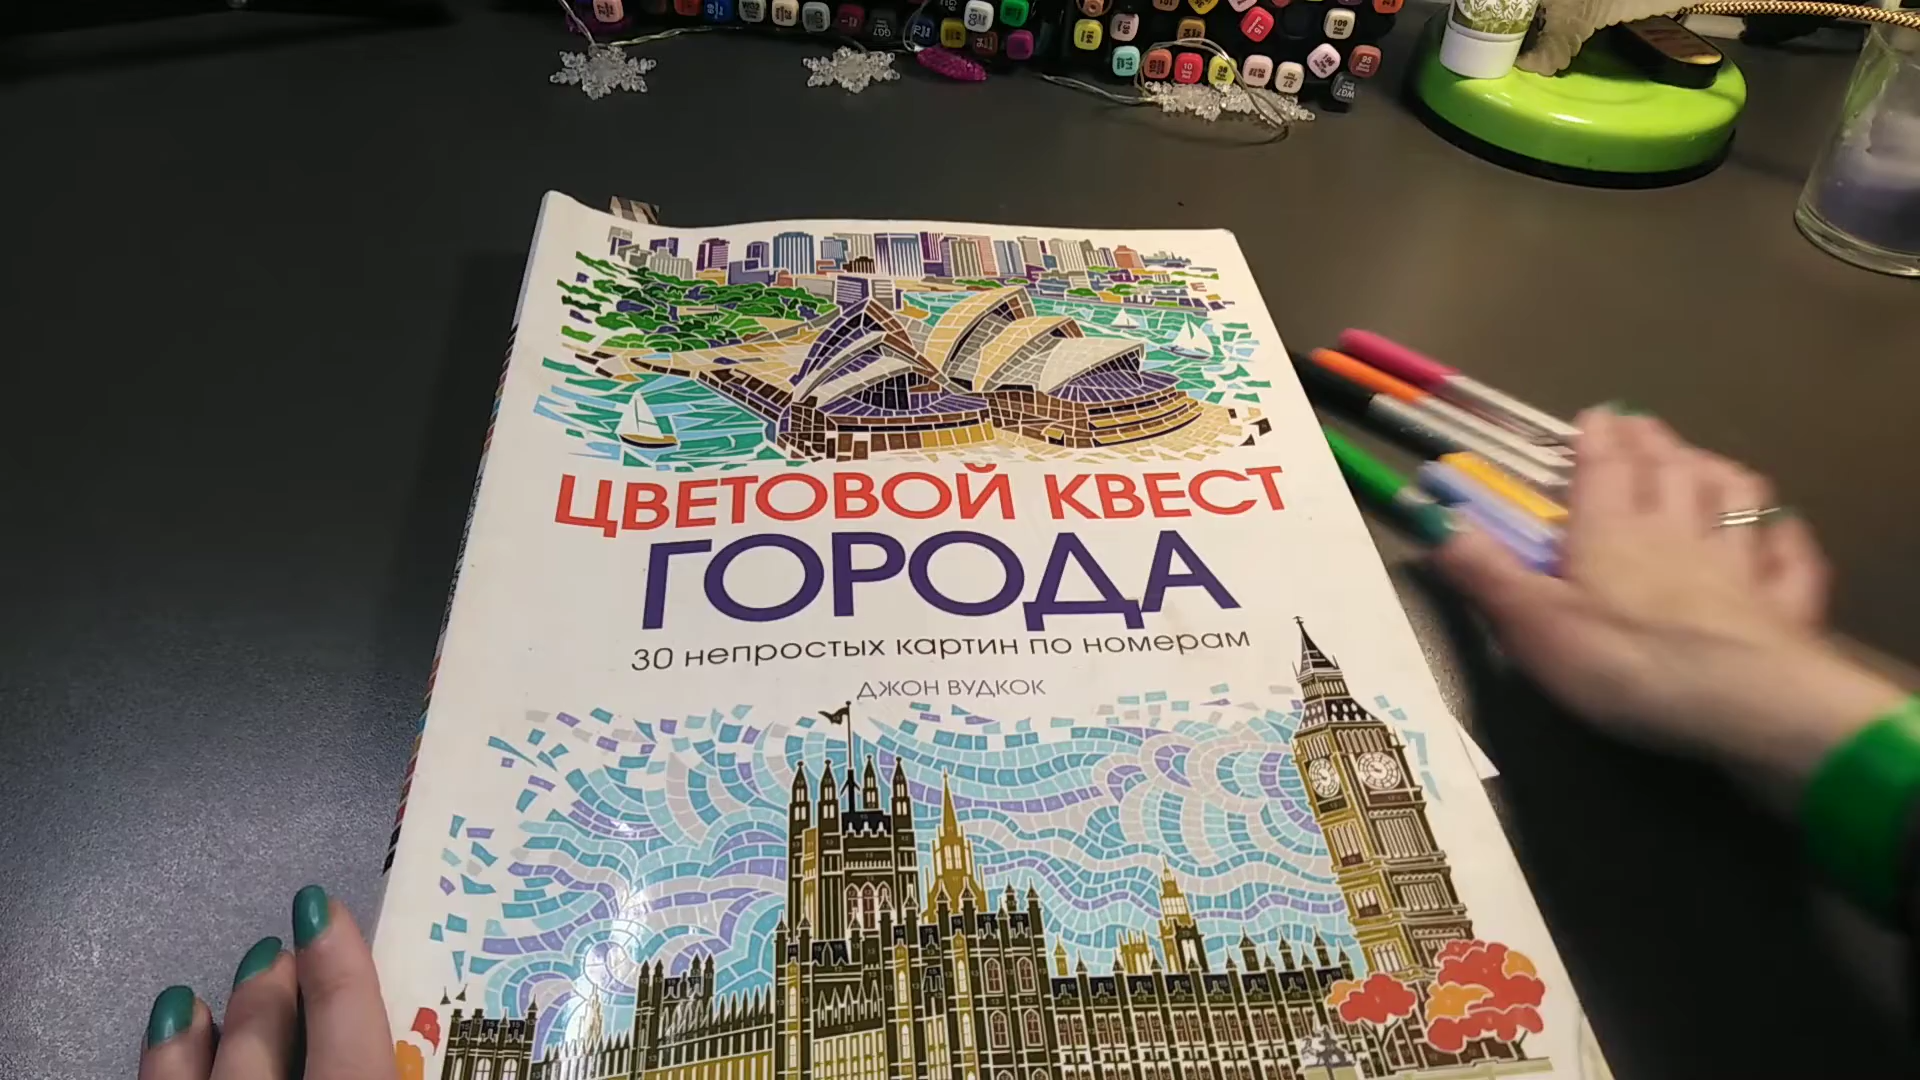 ЦВЕТОВОЙ КВЕСТ
ГОРОДА
30 непростых картин по номерам
ДЖОН ВУДКОК